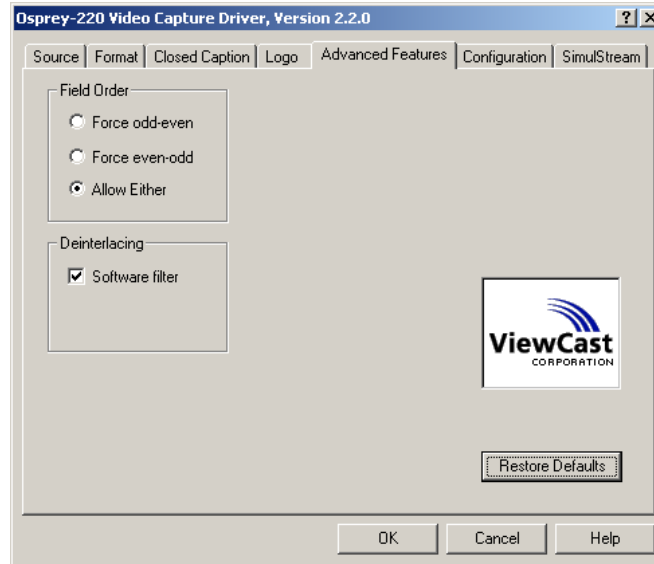 Osprey-220 Video Capture Driver, Version 2.2.0
Source Format Closed Caption Logo Advanced Features Configuration SimulStream
Field Order
Force odd-even
Force even-odd
Allow Either
Deinterlacing
Software filter
ViewCast
CORPORATION
Restore Defaults
OK Cancel Help